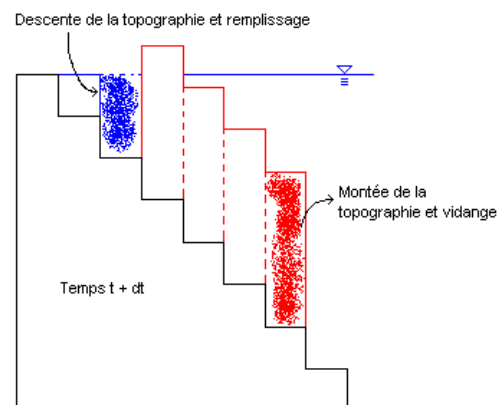 Descente de la topographie et remplissage
Montée de la
topographie et vidange
Temps t + dt